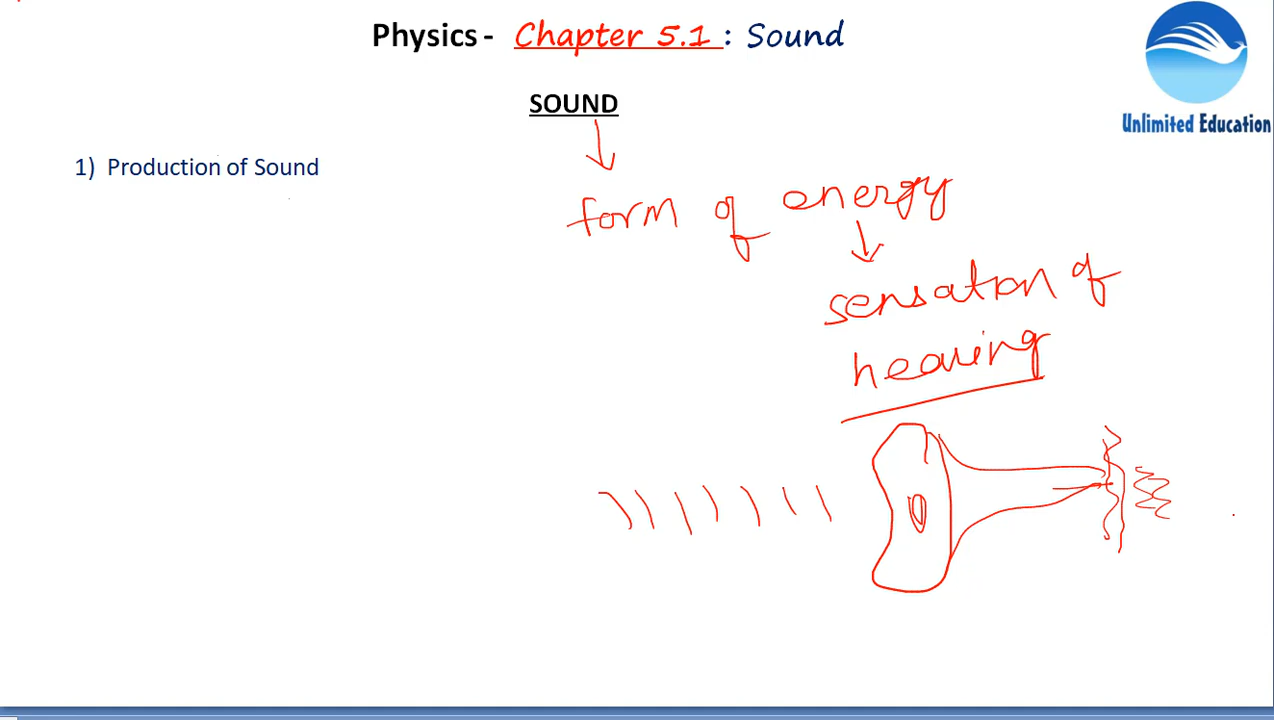 Physics - Chapter 5.1 : Sound
Unlimited Education
SOUND
1) Production of Sound
form of energy
sensation of
hearing